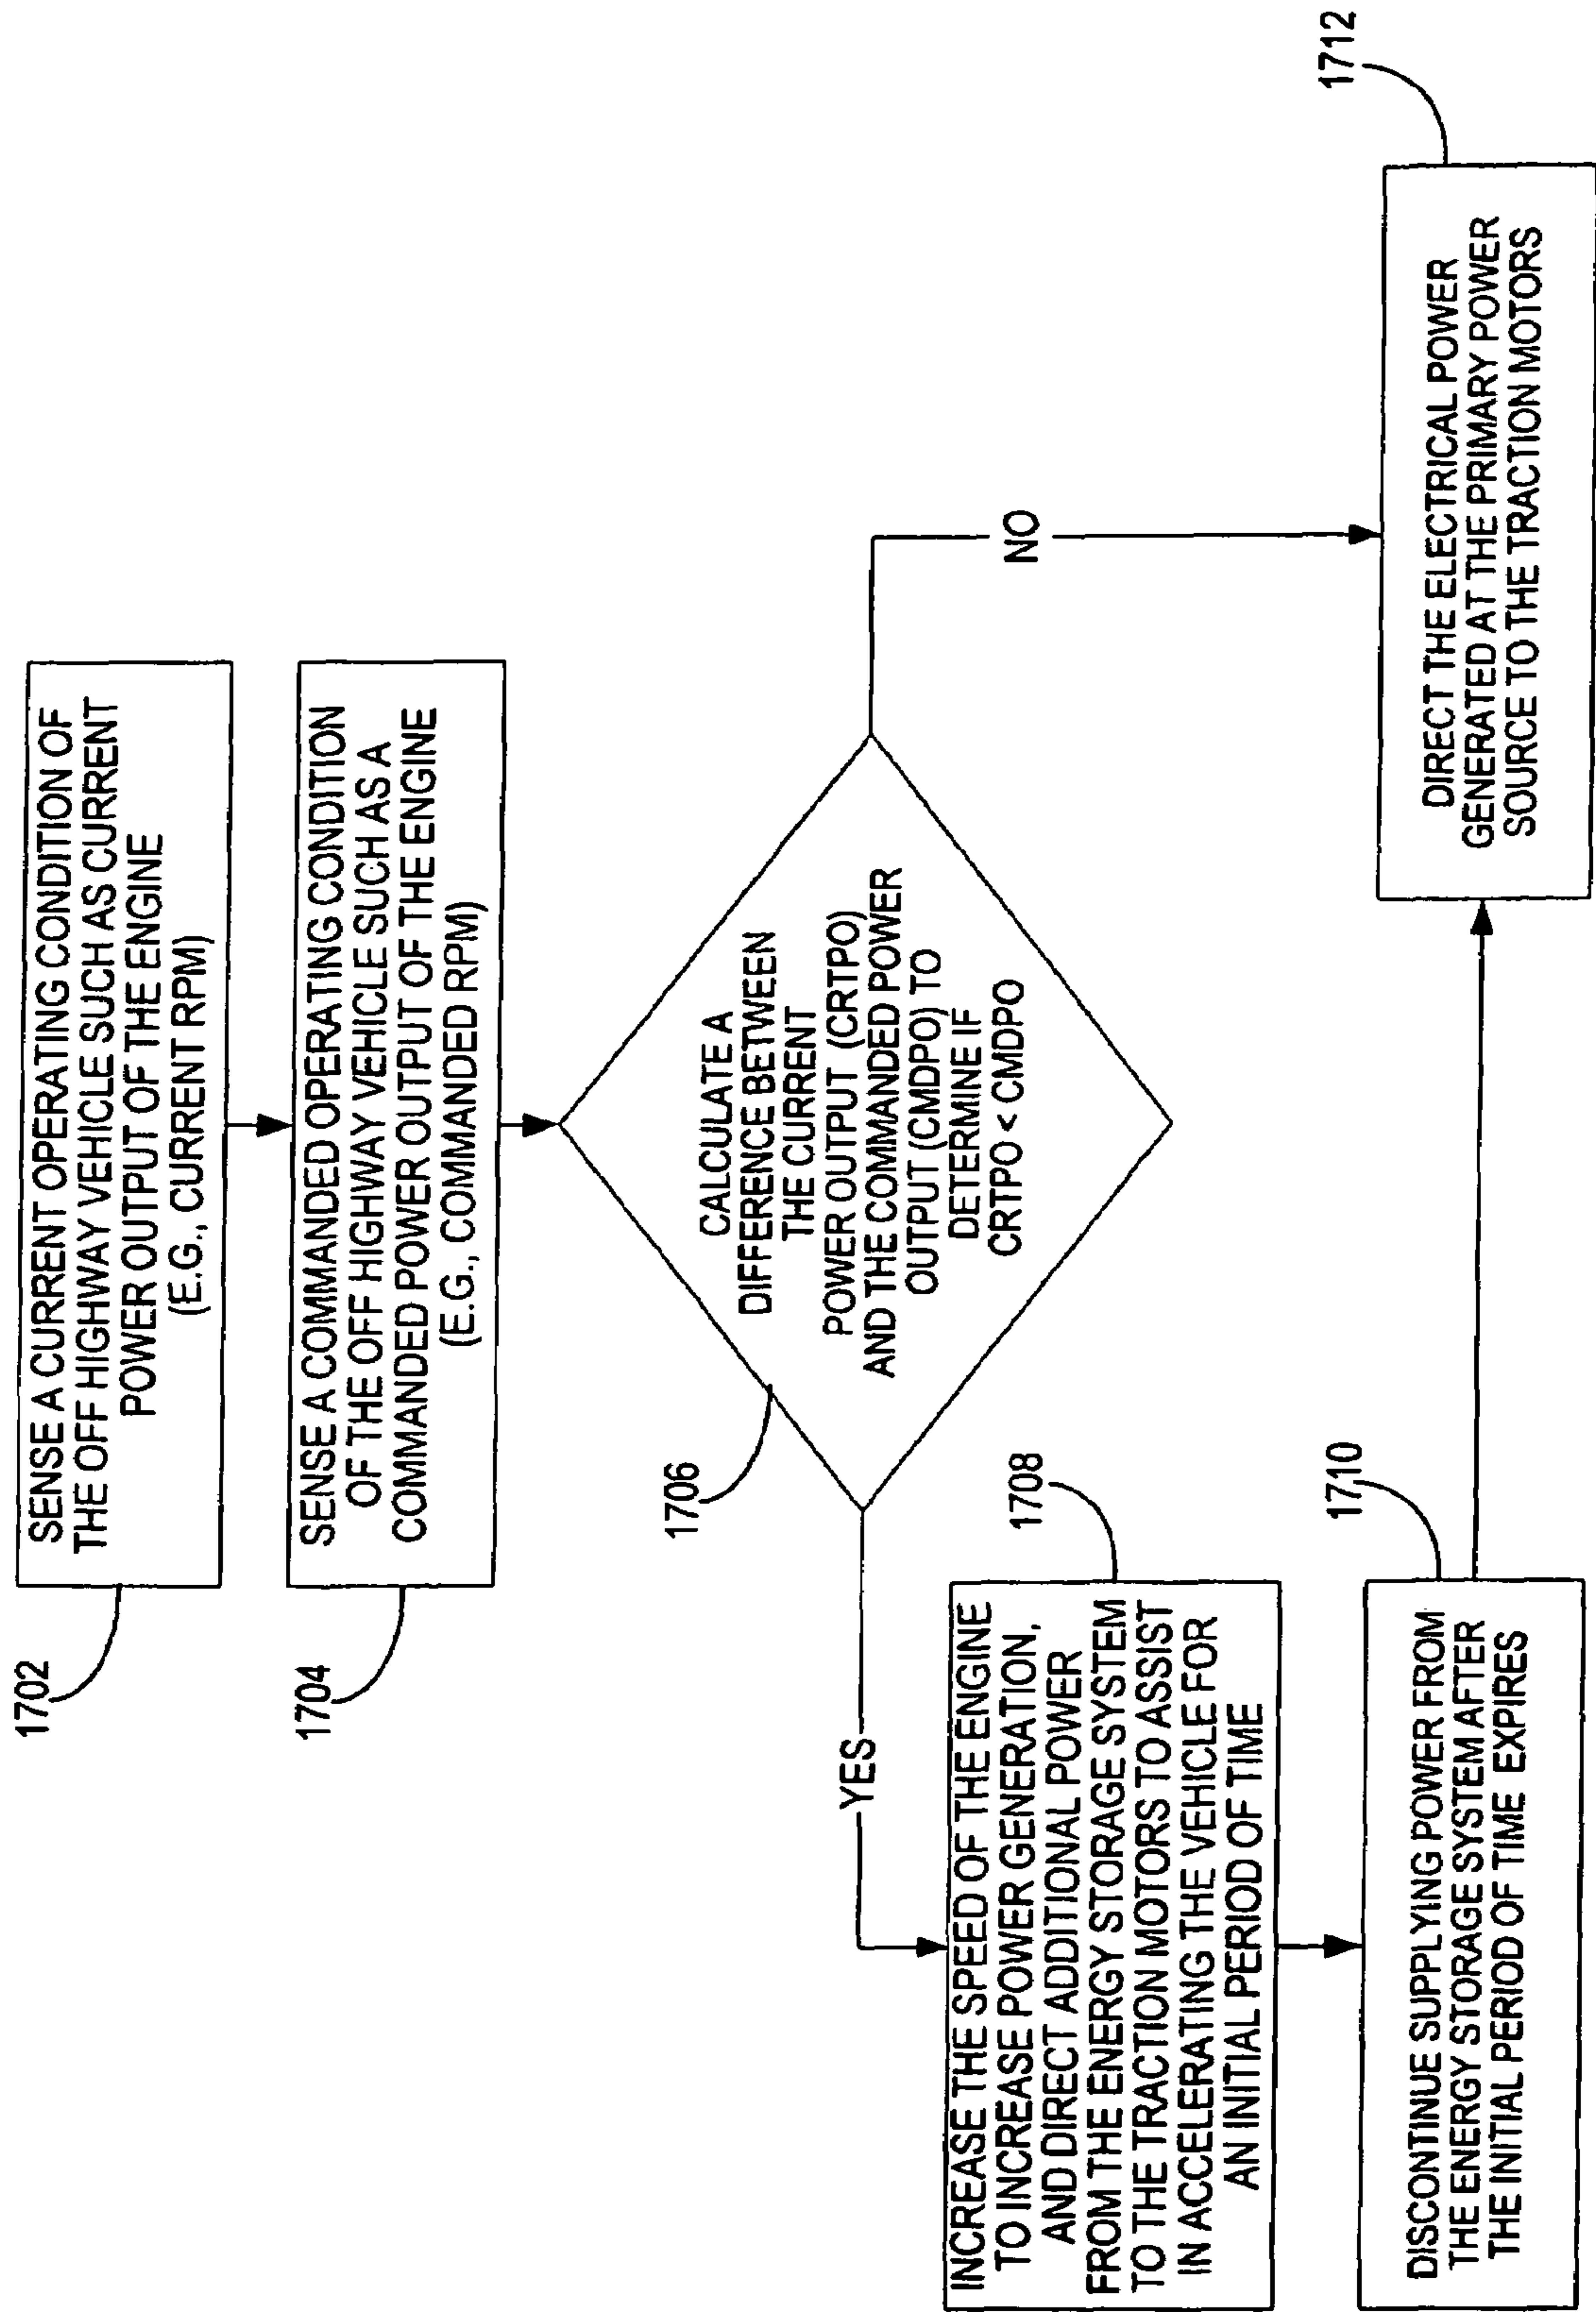 1702
SENSE A CURRENT OPERATING CONDITION OF
THE OFF HIGHWAY VEHICLE SUCH AS CURRENT
POWER OUTPUT OF THE ENGINE
(E.G., CURRENT RPM)
1704
SENSE A COMMANDED OPERATING CONDITION
OF THE OFF HIGHWAY VEHICLE SUCH AS A
COMMANDED POWER OUTPUT OF THE ENGINE
(E.G., COMMANDED RPM)
1706
CALCULATE A
DIFFERENCE BETWEEN
THE CURRENT
POWER OUTPUT (CRTPO)
AND THE COMMANDED POWER
OUTPUT (CMDPO) TO
DETERMINE IF
CRTPO < CMDPO
YES
NO
1708
INCREASE THE SPEED OF THE ENGINE
TO INCREASE POWER GENERATION,
AND DIRECT ADDITIONAL POWER
FROM THE ENERGY STORAGE SYSTEM
TO THE TRACTION MOTORS TO ASSIST
IN ACCELERATING THE VEHICLE FOR
AN INITIAL PERIOD OF TIME
1710
DISCONTINUE SUPPLYING POWER FROM
THE ENERGY STORAGE SYSTEM AFTER
THE INITIAL PERIOD OF TIME EXPIRES
1712
DIRECT THE ELECTRICAL POWER
GENERATED AT THE PRIMARY POWER
SOURCE TO THE TRACTION MOTORS